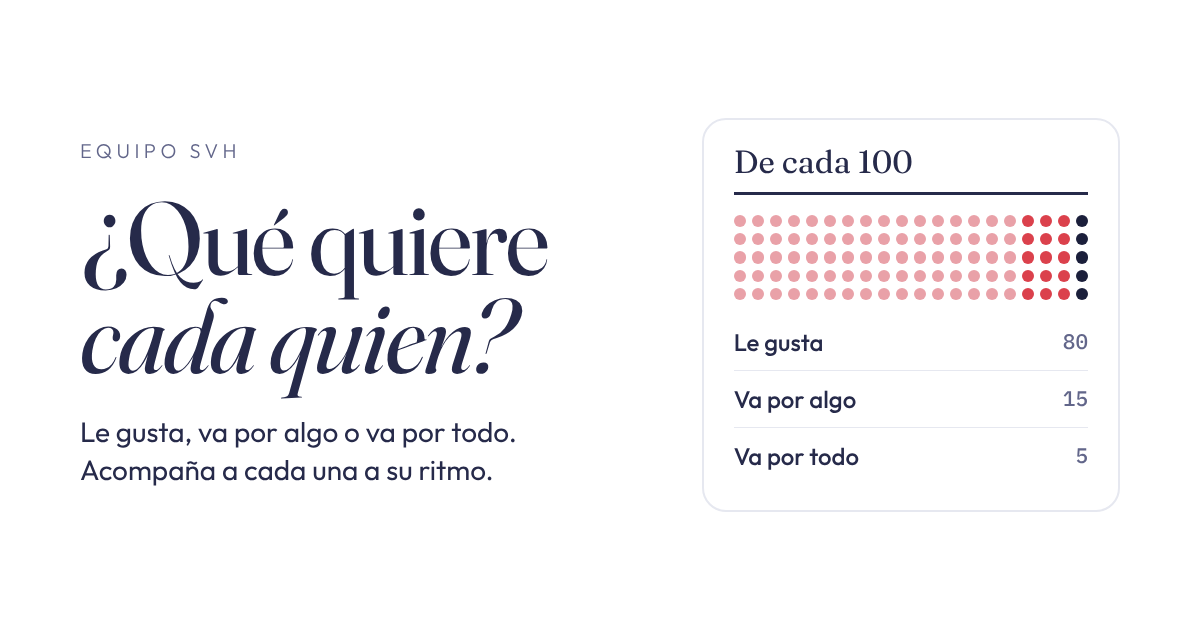 EQUIPO SVH
¿Qué quiere
cada quien?
Le gusta, va por algo o va por todo.
Acompaña a cada una a su ritmo.
De cada 100
Le gusta 80
Va por algo 15
Va por todo 5